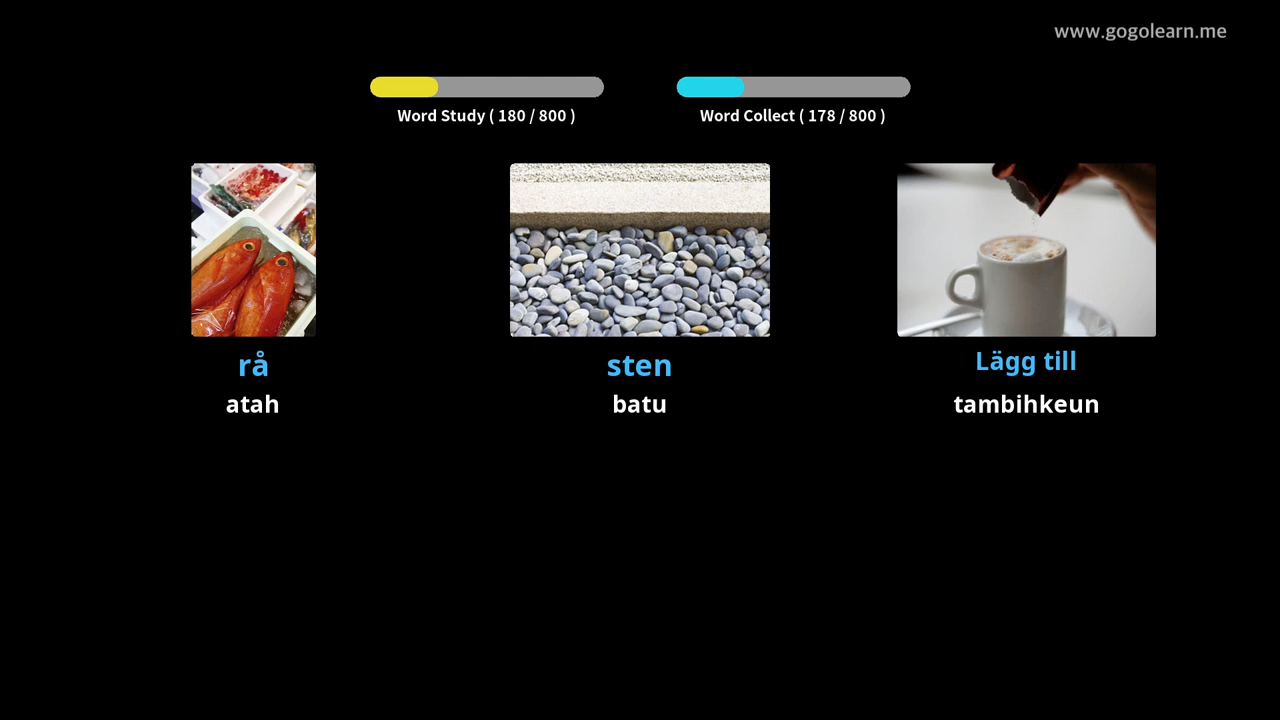 www.gogolearn.me
Word Study ( 180 / 800 )
Word Collect ( 178 / 800 )
rå
sten
Lägg till
atah
batu
tambihkeun